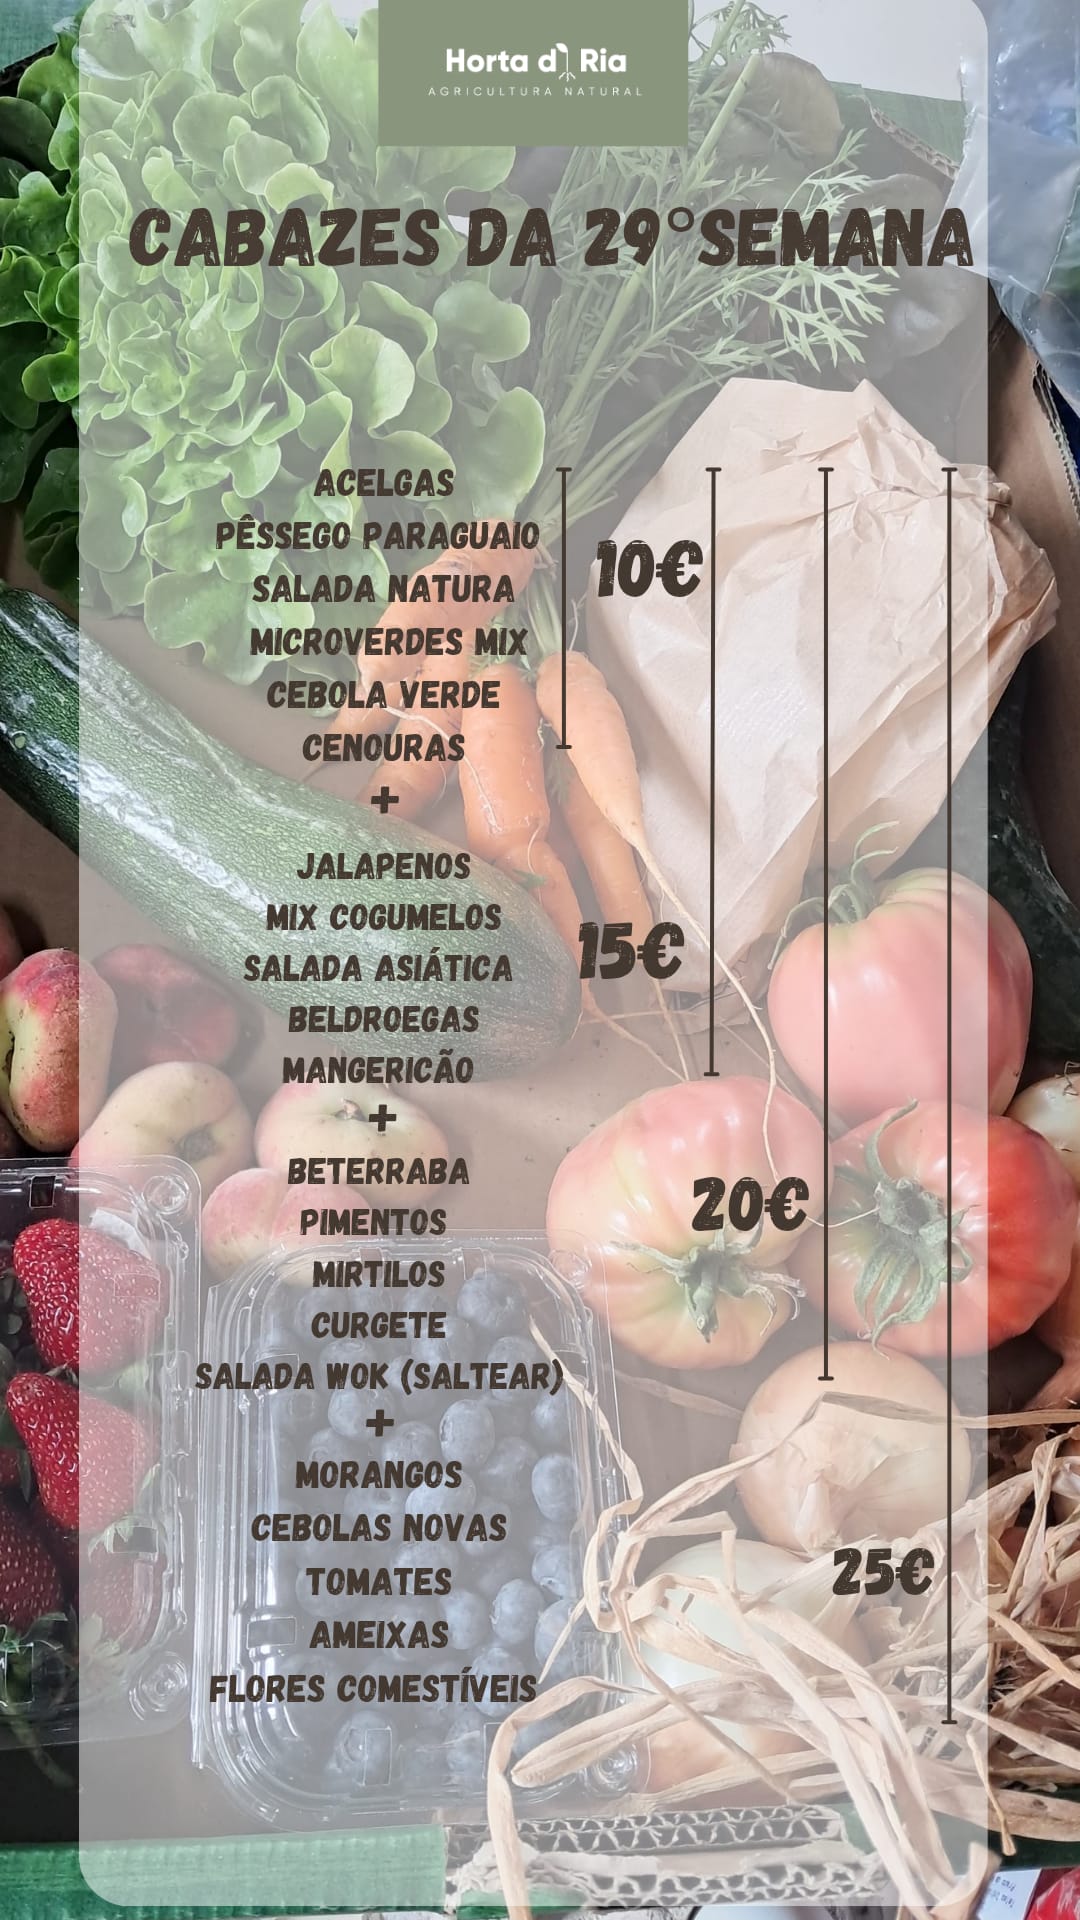 Horta d Ria
AGRICULTURA NATURAL
CABAZES DA 29°SEMANA
ACELGAS
PÊSSEGO PARAGUAIO
SALADA NATURA
MICROVERDES MIX
CEBOLA VERDE
CENOURAS
10€
+
JALAPENOS
MIX COGUMELOS
SALADA ASIÁTICA
BELDROEGAS
MANGERICÃO
15€
+
BETERRABA
PIMENTOS
MIRTILOS
CURGETE
SALADA WOK (SALTEAR)
20€
+
MORANGOS
CEBOLAS NOVAS
TOMATES
AMEIXAS
FLORES COMESTÍVEIS
25€